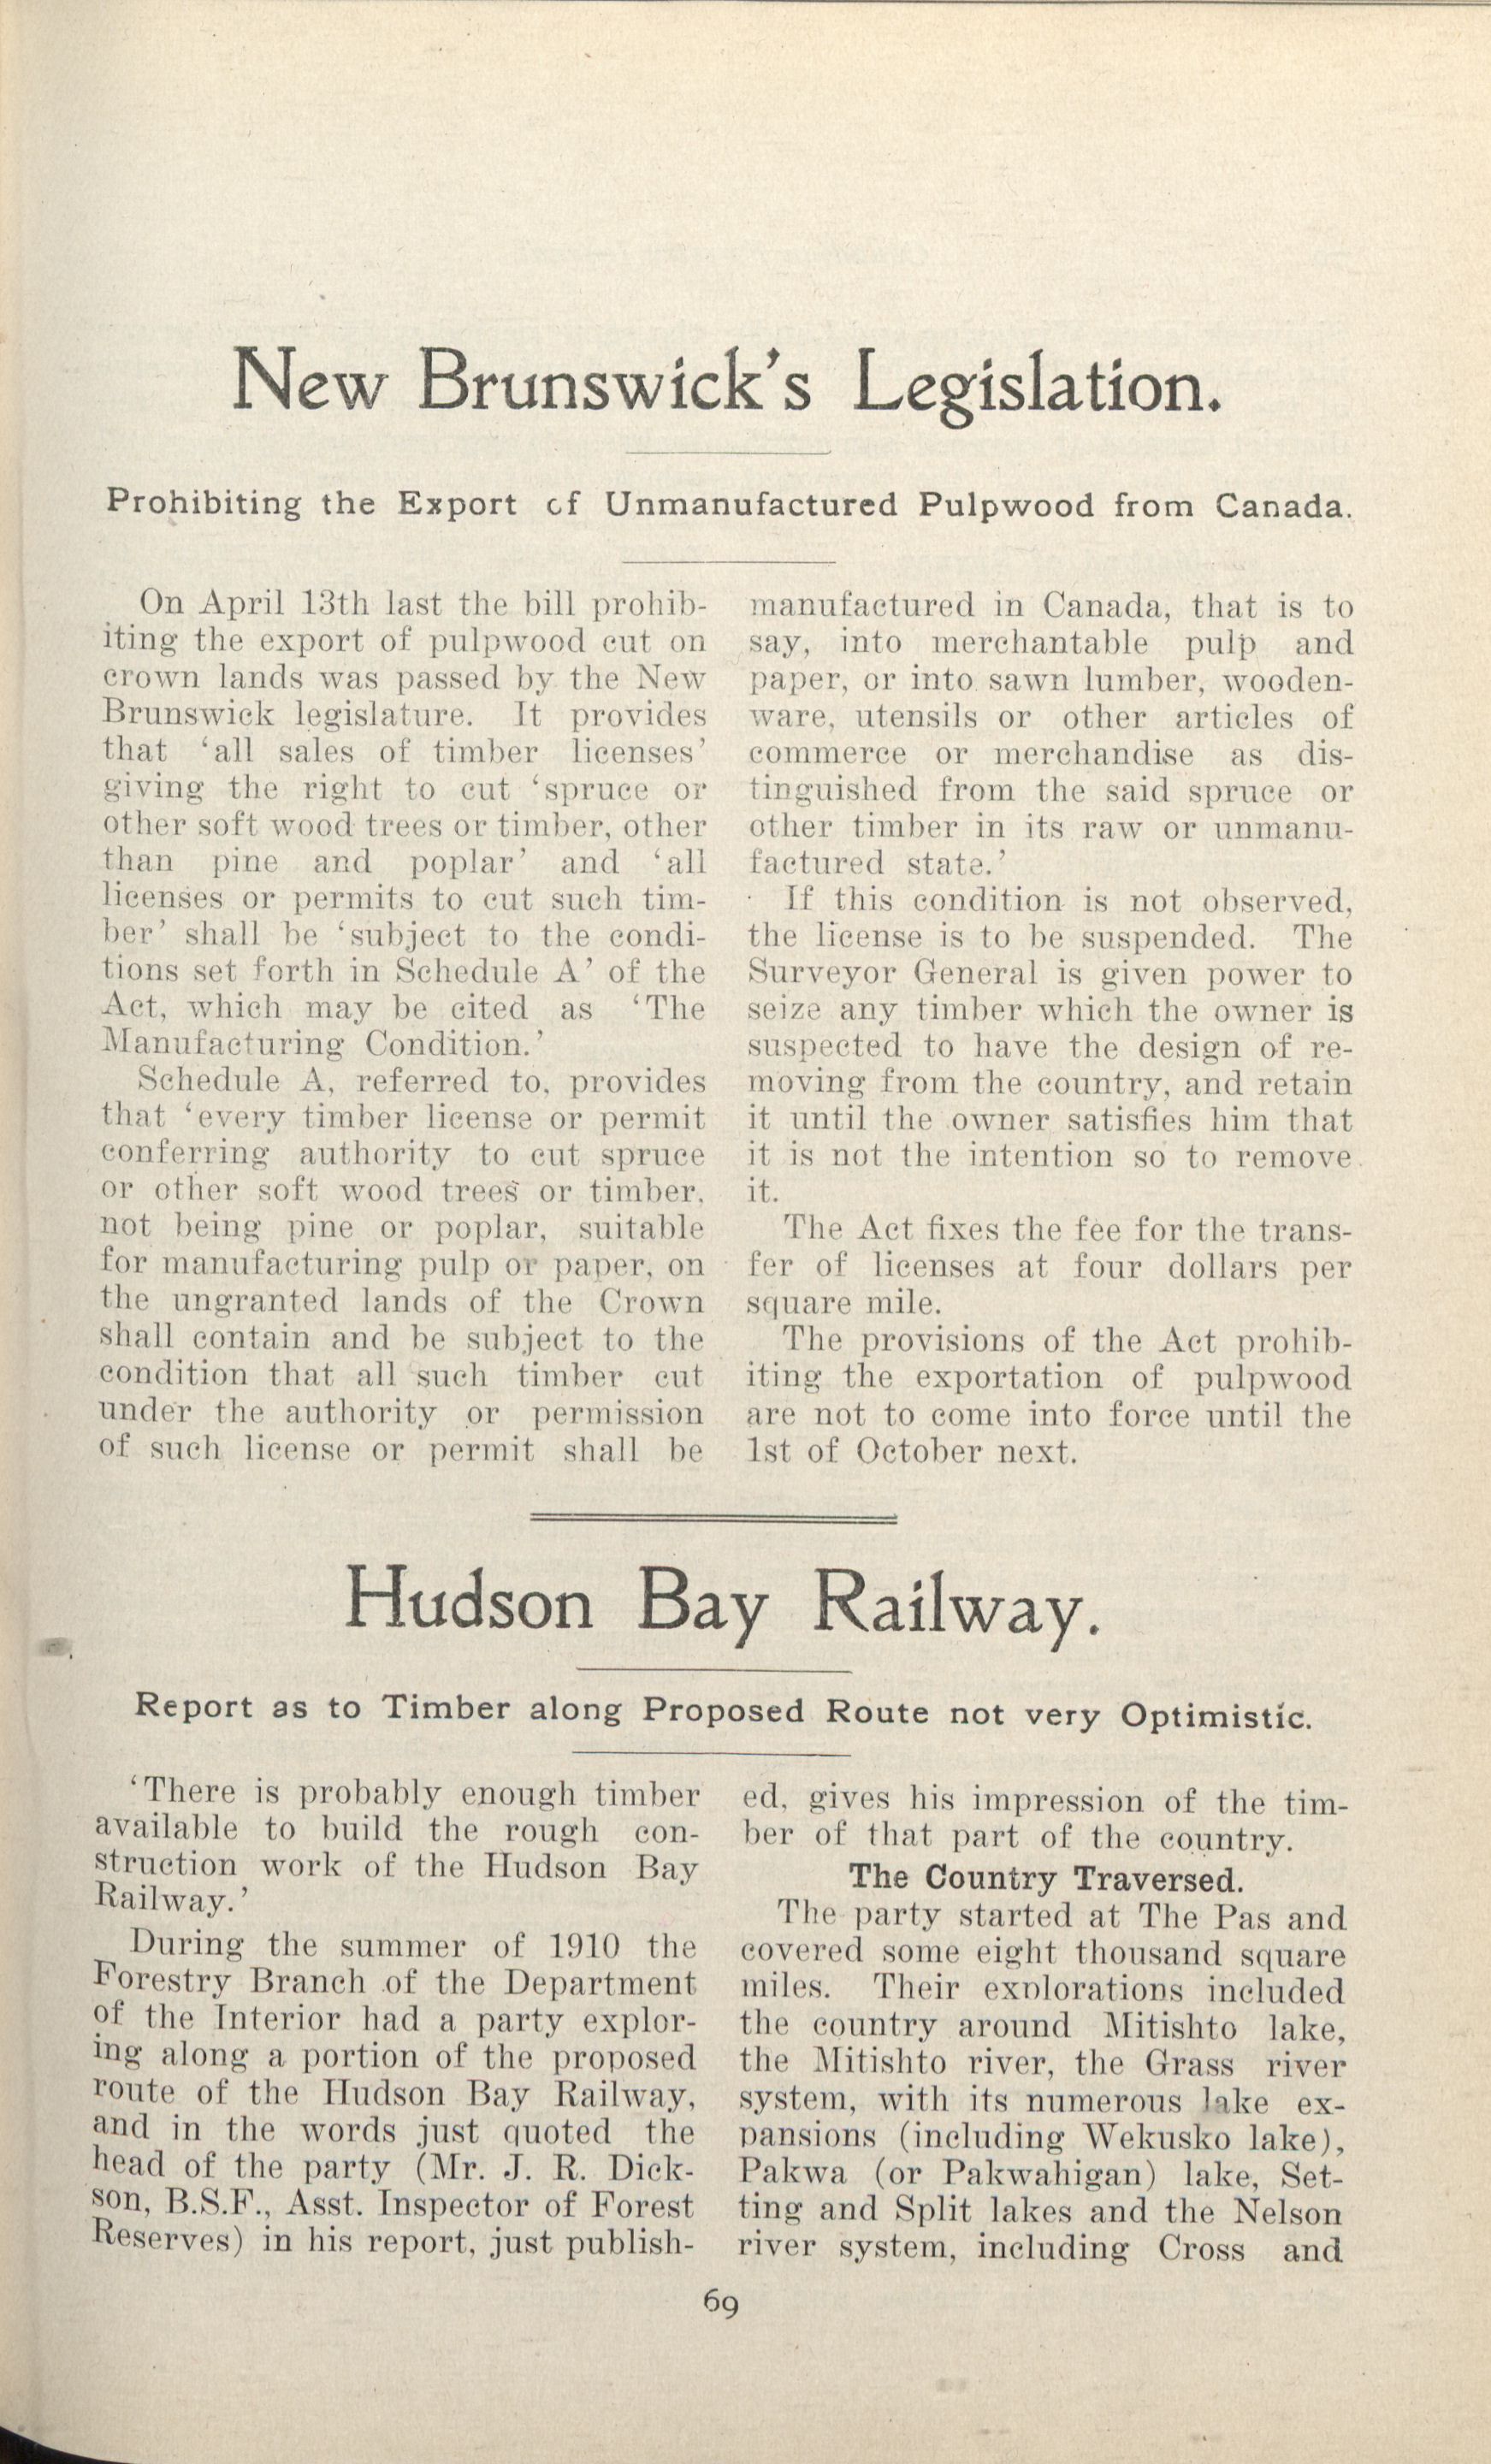 New Brunswick's Legislation.
Prohibiting the Export of Unmanufactured Pulpwood from Canada.
On April 13th last the bill prohib-
iting the export of pulpwood cut on
crown lands was passed by the New
Brunswick legislature. It provides
that 'all sales of timber licenses'
giving the right to cut 'spruce or
other soft wood trees or timber, other
than pine and poplar' and 'all
licenses or permits to cut such tim-
ber' shall be 'subject to the condi-
tions set forth in Schedule A' of the
Act, which may be cited as 'The
Manufacturing Condition.'
Schedule A, referred to, provides
that 'every timber license or permit
conferring authority to cut spruce
or other soft wood trees or timber,
not being pine or poplar, suitable
for manufacturing pulp or paper, on
the ungranted lands of the Crown
shall contain and be subject to the
condition that all such timber cut
under the authority or permission
of such license or permit shall be
manufactured in Canada, that is to
say, into merchantable pulp and
paper, or into sawn lumber, wooden-
ware, utensils or other articles of
commerce or merchandise as dis-
tinguished from the said spruce or
other timber in its raw or unmanu-
factured state.'
If this condition is not observed,
the license is to be suspended. The
Surveyor General is given power to
seize any timber which the owner is
suspected to have the design of re-
moving from the country, and retain
it until the owner satisfies him that
it is not the intention so to remove
it.
The Act fixes the fee for the trans-
fer of licenses at four dollars per
square mile.
The provisions of the Act prohib-
iting the exportation of pulpwood
are not to come into force until the
1st of October next.
Hudson Bay Railway.
Report as to Timber along Proposed Route not very Optimistic.
'There is probably enough timber
available to build the rough con-
struction work of the Hudson Bay
Railway.'
During the summer of 1910 the
Forestry Branch of the Department
of the Interior had a party explor-
ing along a portion of the proposed
route of the Hudson Bay Railway,
and in the words just quoted the
head of the party (Mr. J. R. Dick-
son, B.S.F., Asst. Inspector of Forest
Reserves) in his report, just publish-
ed, gives his impression of the tim-
ber of that part of the country.
The Country Traversed.
The party started at The Pas and
covered some eight thousand square
miles. Their explorations included
the country around Mitishto lake,
the Mitishto river, the Grass river
system, with its numerous lake ex-
pansions (including Wekusko lake),
Pakwa (or Pakwahigan) lake, Set-
ting and Split lakes and the Nelson
river system, including Cross and
69